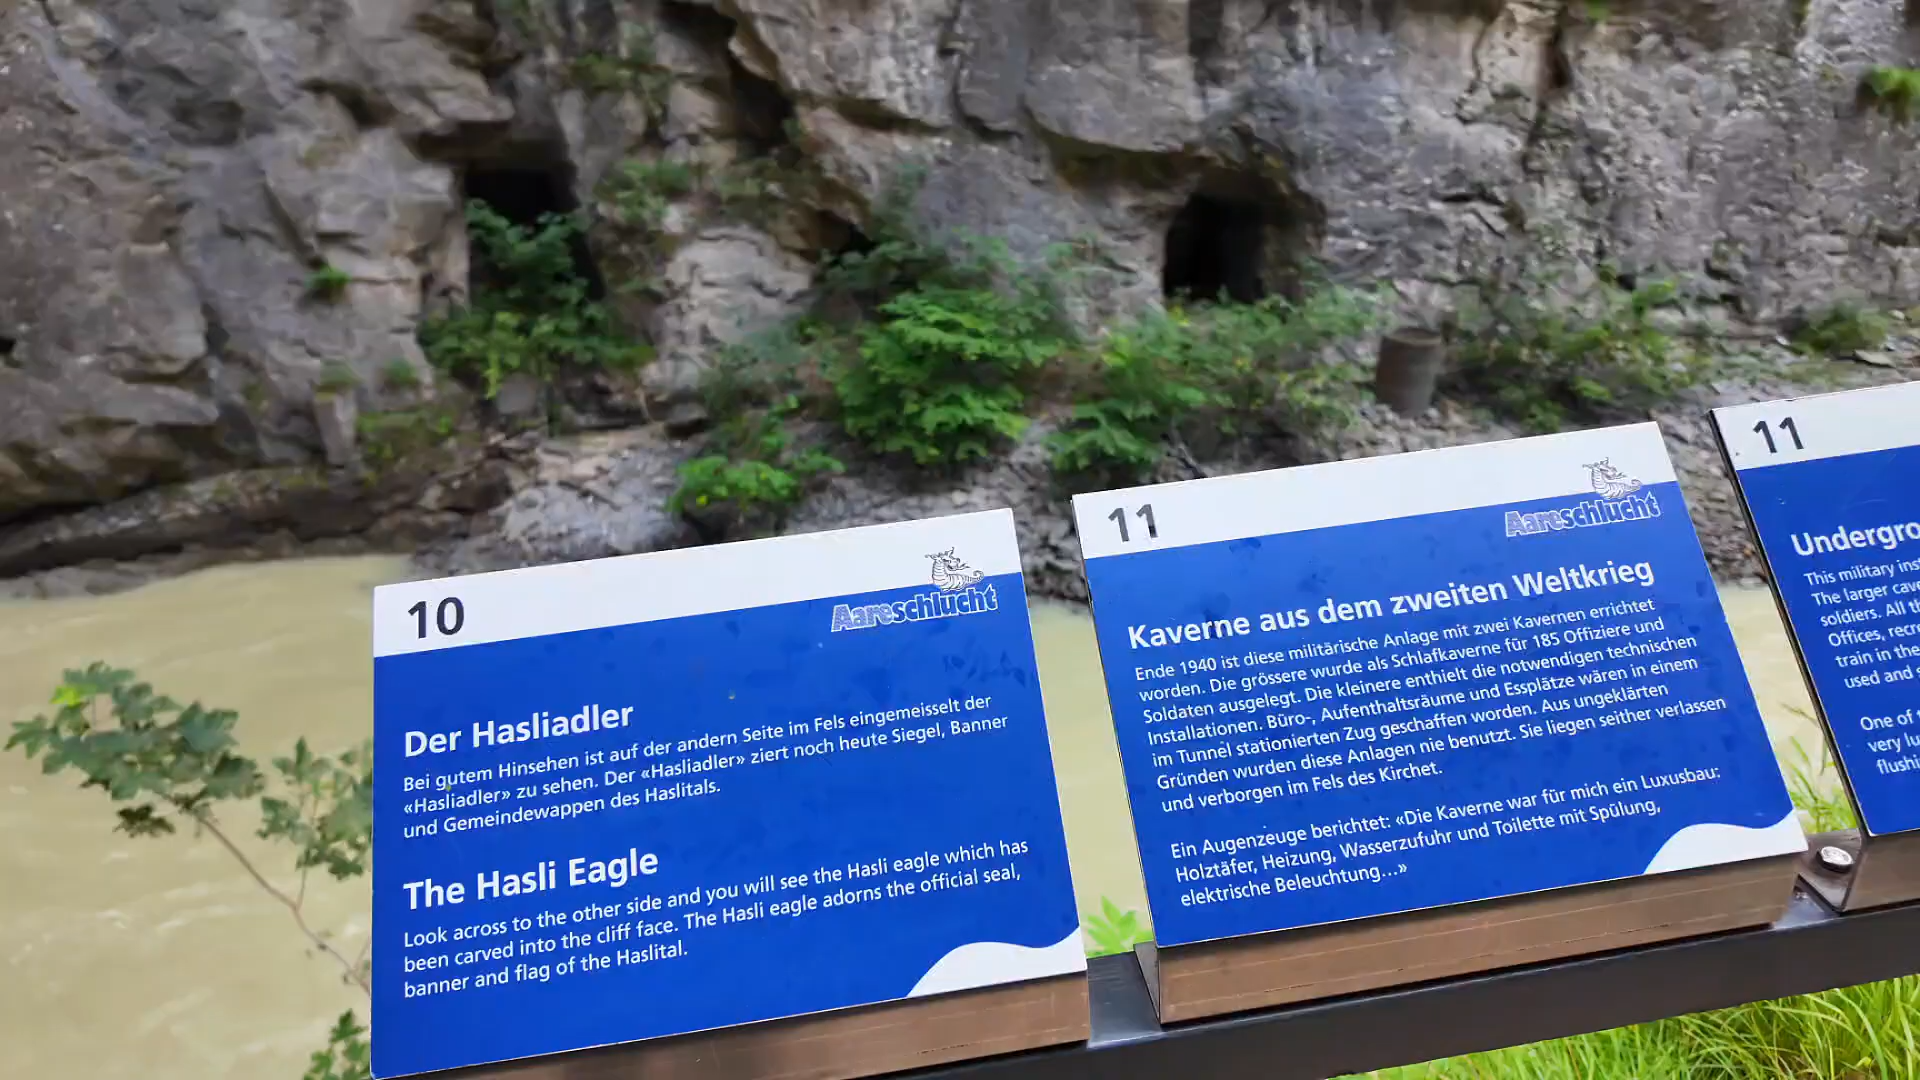 10
Aareschlucht
Der Hasliadler
Bei gutem Hinsehen ist auf der andern Seite im Fels eingemeisselt der
«Hasliadler» zu sehen. Der «Hasliadler» ziert noch heute Siegel, Banner
und Gemeindewappen des Haslitals.
The Hasli Eagle
Look across to the other side and you will see the Hasli eagle which has
been carved into the cliff face. The Hasli eagle adorns the official seal,
banner and flag of the Haslital.
11
Aareschlucht
Kaverne aus dem zweiten Weltkrieg
Ende 1940 ist diese militärische Anlage mit zwei Kavernen errichtet
worden. Die grössere wurde als Schlafkaverne für 185 Offiziere und
Soldaten ausgelegt. Die kleinere enthielt die notwendigen technischen
Installationen. Büro-, Aufenthaltsräume und Essplätze wären in einem
im Tunnel stationierten Zug geschaffen worden. Aus ungeklärten
Gründen wurden diese Anlagen nie benutzt. Sie liegen seither verlassen
und verborgen im Fels des Kirchet.
Ein Augenzeuge berichtet: «Die Kaverne war für mich ein Luxusbau:
Holztäfer, Heizung, Wasserzufuhr und Toilette mit Spülung,
elektrische Beleuchtung...»
11
Undergro
This military ins
The larger cave
soldiers. All th
Offices, recre
train in the
used and s
One of
very lu
flushi